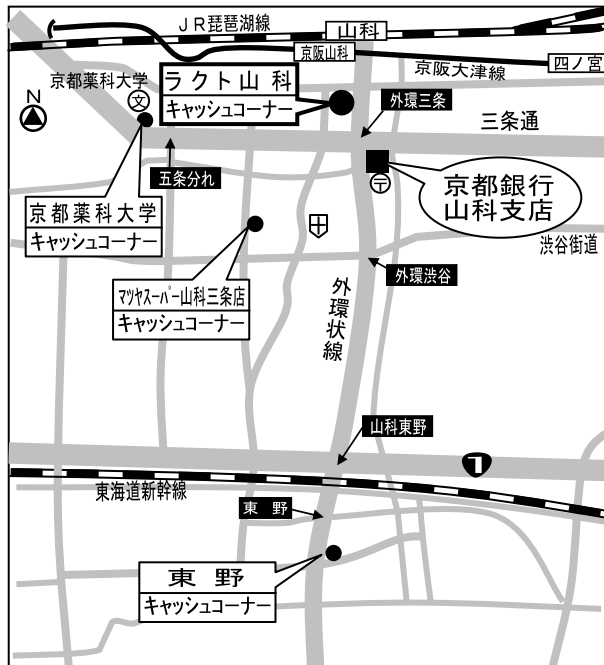 JR琵琶湖線
山科
京阪山科
京阪大津線
四ノ宮
京都薬科大学
文
ラクト山科
キャッシュコーナー
外環三条
三条通
N
五条分れ
〒
京都銀行
山科支店
京都薬科大学
キャッシュコーナー
渋谷街道
外環渋谷
マツヤスーパー山科三条店
キャッシュコーナー
外環状線
山科東野
1
東海道新幹線
東野
東野
キャッシュコーナー